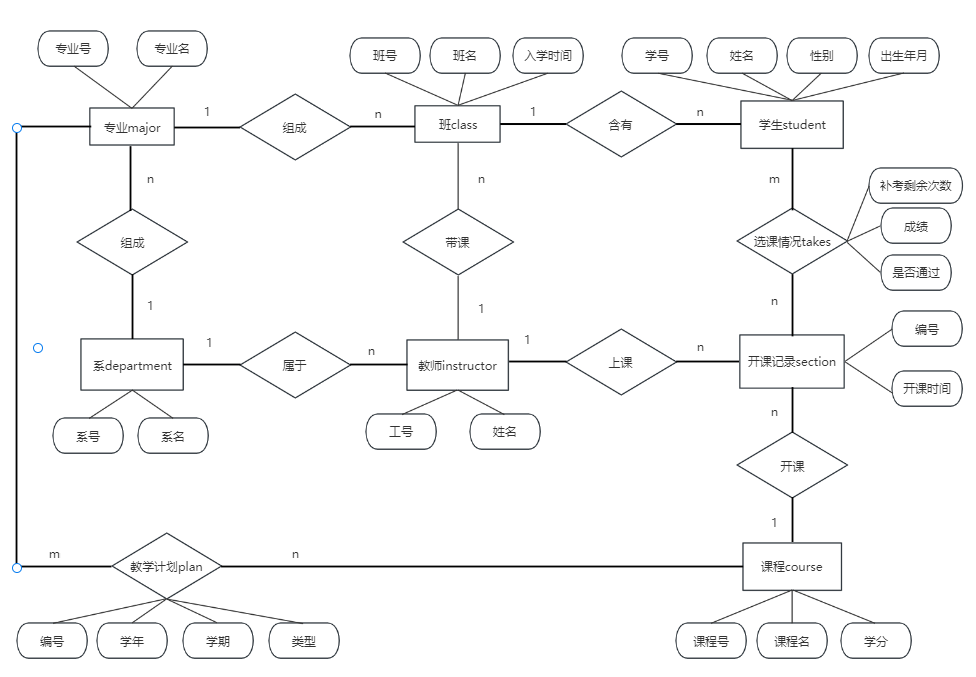 专业号
专业名
班号
班名
入学时间
学号
姓名
性别
出生年月
专业major
1
组成
n
班class
1
含有
n
学生student
n
n
m
补考剩余次数
成绩
是否通过
组成
带课
选课情况takes
1
1
n
编号
开课时间
系department
1
属于
n
教师instructor
1
上课
n
开课记录section
系号
系名
工号
姓名
n
开课
1
m
教学计划plan
n
课程course
编号
学年
学期
类型
课程号
课程名
学分